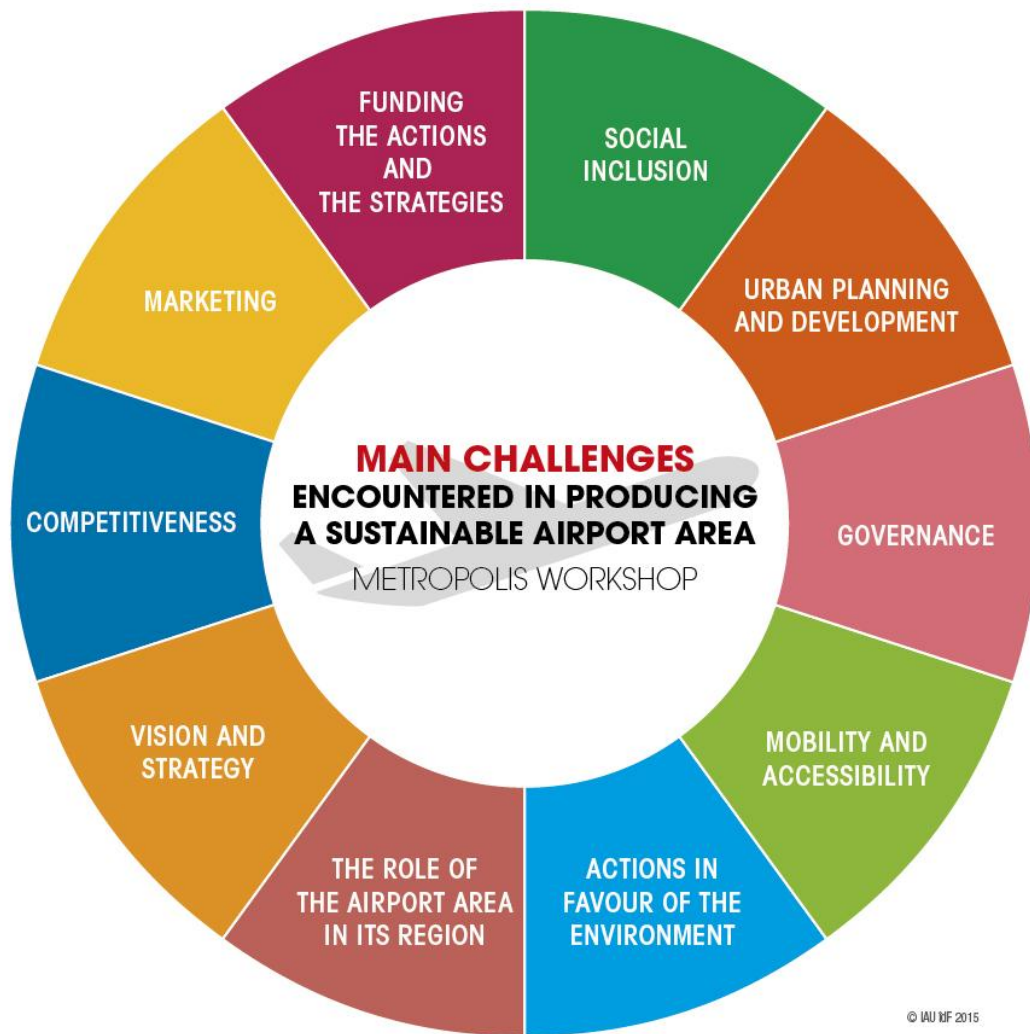 FUNDING
THE ACTIONS
AND
THE STRATEGIES
SOCIAL
INCLUSION
URBAN PLANNING
AND DEVELOPMENT
GOVERNANCE
MOBILITY AND
ACCESSIBILITY
ACTIONS IN
FAVOUR OF THE
ENVIRONMENT
THE ROLE OF
THE AIRPORT AREA
IN ITS REGION
VISION AND
STRATEGY
COMPETITIVENESS
MARKETING
MAIN CHALLENGES
ENCOUNTERED IN PRODUCING
A SUSTAINABLE AIRPORT AREA
METROPOLIS WORKSHOP
© IAU îdF 2015